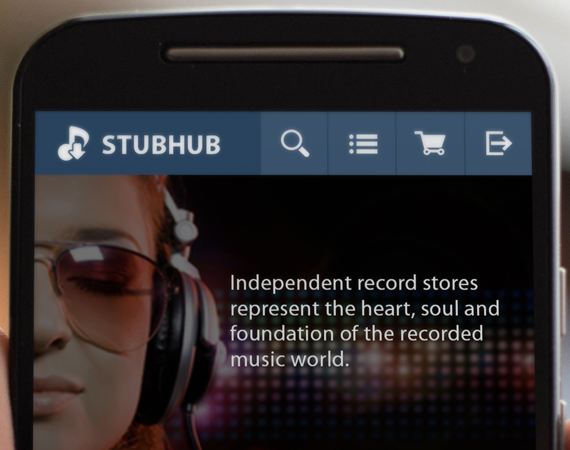 STUBHUB
Independent record stores
represent the heart, soul and
foundation of the recorded
music world.